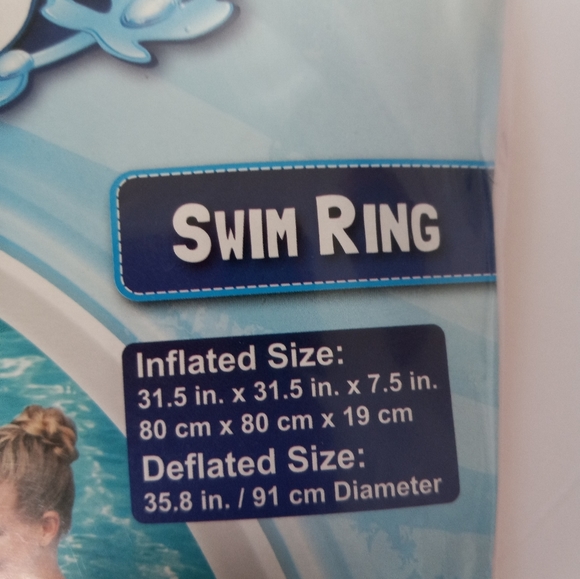 SWIM RING
Inflated Size:
31.5 in. x 31.5 in. x 7.5 in.
80 cm x 80 cm x 19 cm
Deflated Size:
35.8 in. / 91 cm Diameter